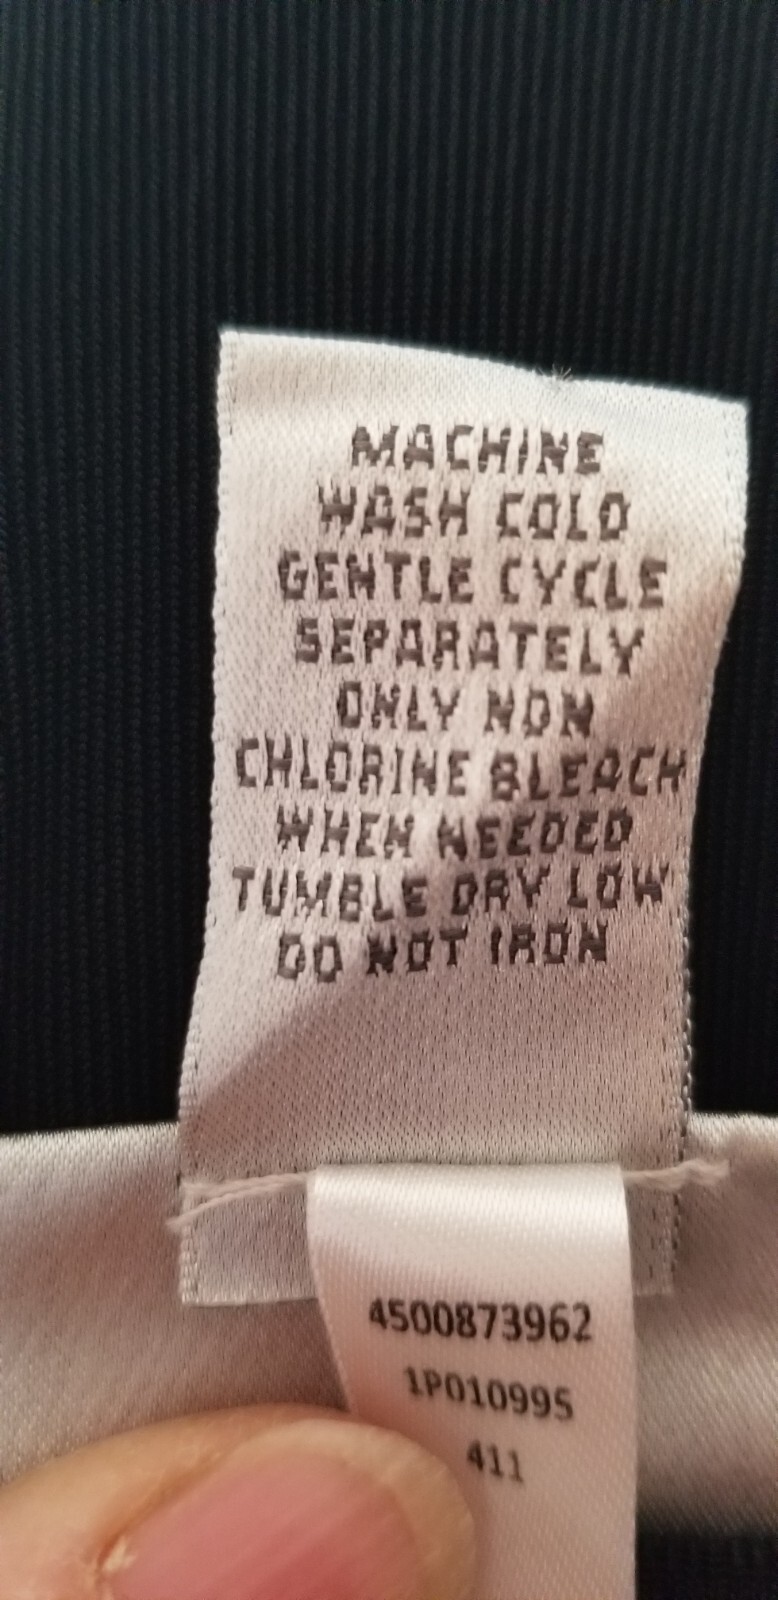 MACHINE
WASH COLD
GENTLE CYCLE
SEPARATELY
ONLY NON
CHLORINE BLEACH
WHEN NEEDED
TUMBLE DRY LOW
DO NOT IRON
4500873962
1P010995
411